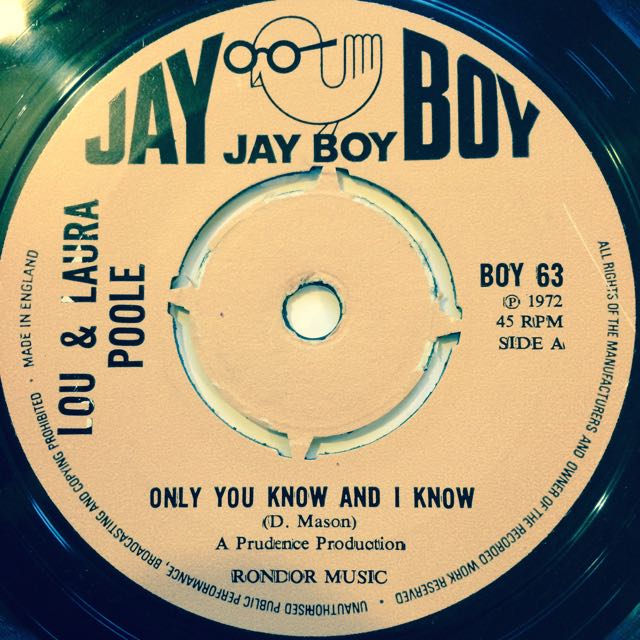 JAY BOY
JAY BOY
LOU & LAURA
POOLE
BOY 63
℗ 1972
45 RPM
SIDE A
ONLY YOU KNOW AND I KNOW
(D. Mason)
A Prudence Production
RONDOR MUSIC
MADE IN ENGLAND
ALL RIGHTS OF THE MANUFACTURERS AND OWNER OF THE RECORDED WORK RESERVED • UNAUTHORISED PUBLIC PERFORMANCE, BROADCASTING AND COPYING PROHIBITED •